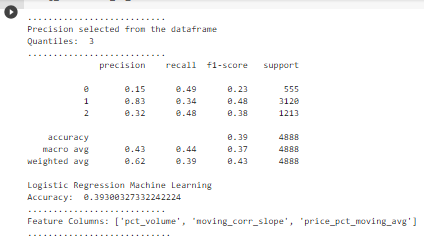 ..........................
Precision selected from the dataframe
Quantiles: 3
..........................
precision recall f1-score support
0 0.15 0.49 0.23 555
1 0.83 0.34 0.48 3120
2 0.32 0.48 0.38 1213
accuracy 0.39 4888
macro avg 0.43 0.44 0.37 4888
weighted avg 0.62 0.39 0.43 4888
Logistic Regression Machine Learning
Accuracy: 0.39300327332242224
..........................
Feature Columns: ['pct_volume', 'moving_corr_slope', 'price_pct_moving_avg']
..........................